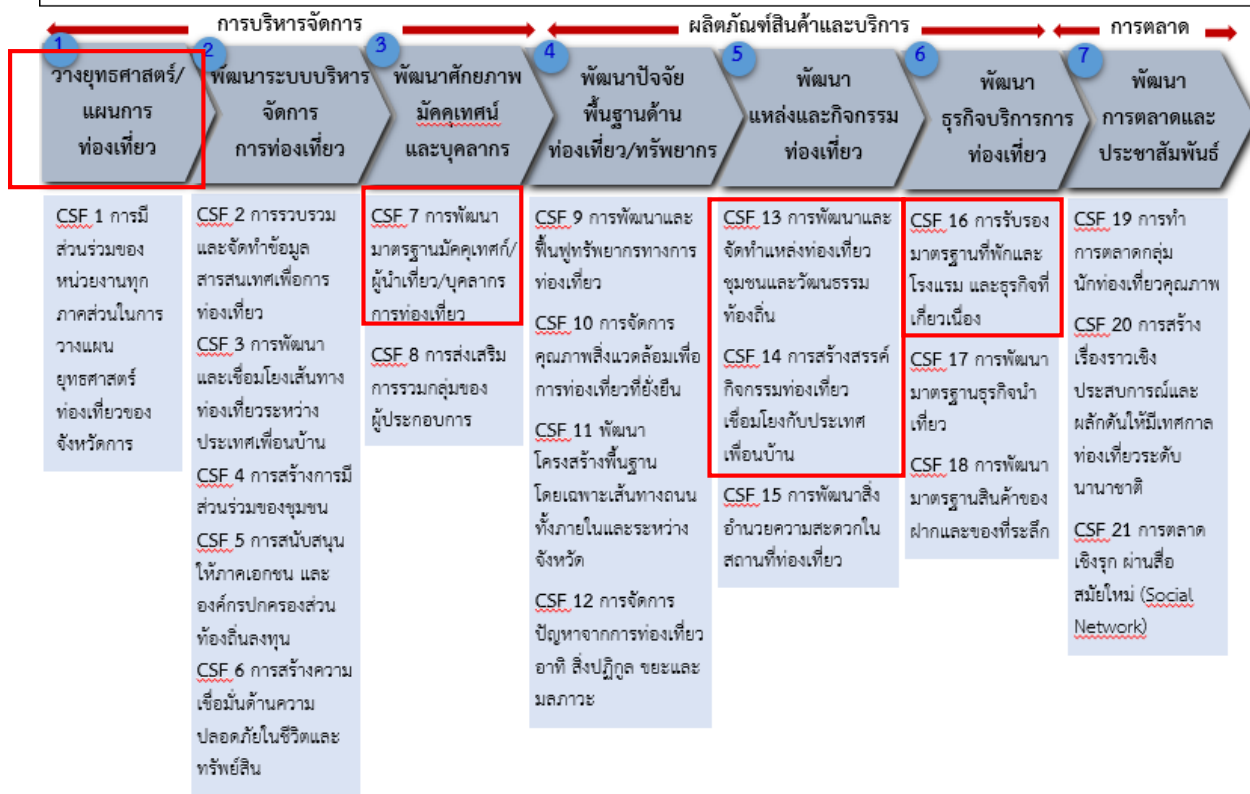 การบริหารจัดการ
ผลิตภัณฑ์สินค้าและบริการ
การตลาด
1
วางยุทธศาสตร์/
แผนการ
ท่องเที่ยว
2
พัฒนาระบบบริหาร
จัดการ
การท่องเที่ยว
3
พัฒนาศักยภาพ
มัคคุเทศน์
และบุคลากร
4
พัฒนาปัจจัย
พื้นฐานด้าน
ท่องเที่ยว/ทรัพยากร
5
พัฒนา
แหล่งและกิจกรรม
ท่องเที่ยว
6
พัฒนา
ธุรกิจบริการการ
ท่องเที่ยว
7
พัฒนา
การตลาดและ
ประชาสัมพันธ์
CSF 1 การมี
ส่วนร่วมของ
หน่วยงานทุก
ภาคส่วนในการ
วางแผน
ยุทธศาสตร์
ท่องเที่ยวของ
จังหวัดการ
CSF 2 การรวบรวม
และจัดทำข้อมูล
สารสนเทศเพื่อการ
ท่องเที่ยว
CSF 3 การพัฒนา
และเชื่อมโยงเส้นทาง
ท่องเที่ยวระหว่าง
ประเทศเพื่อนบ้าน
CSF 4 การสร้างการมี
ส่วนร่วมของชุมชน
CSF 5 การสนับสนุน
ให้ภาคเอกชน และ
องค์กรปกครองส่วน
ท้องถิ่นลงทุน
CSF 6 การสร้างความ
เชื่อมั่นด้านความ
ปลอดภัยในชีวิตและ
ทรัพย์สิน
CSF 7 การพัฒนา
มาตรฐานมัคคุเทศก์/
ผู้นำเที่ยว/บุคลากร
การท่องเที่ยว
CSF 8 การส่งเสริม
การรวมกลุ่มของ
ผู้ประกอบการ
CSF 9 การพัฒนาและ
ฟื้นฟูทรัพยากรทางการ
ท่องเที่ยว
CSF 10 การจัดการ
คุณภาพสิ่งแวดล้อมเพื่อ
การท่องเที่ยวที่ยั่งยืน
CSF 11 พัฒนา
โครงสร้างพื้นฐาน
โดยเฉพาะเส้นทางถนน
ทั้งภายในและระหว่าง
จังหวัด
CSF 12 การจัดการ
ปัญหาจากการท่องเที่ยว
อาทิ สิ่งปฏิกูล ขยะและ
มลภาวะ
CSF 13 การพัฒนาและ
จัดทำแหล่งท่องเที่ยว
ชุมชนและวัฒนธรรม
ท้องถิ่น
CSF 14 การสร้างสรรค์
กิจกรรมท่องเที่ยว
เชื่อมโยงกับประเทศ
เพื่อนบ้าน
CSF 15 การพัฒนาสิ่ง
อำนวยความสะดวกใน
สถานที่ท่องเที่ยว
CSF 16 การรับรอง
มาตรฐานที่พักและ
โรงแรม และธุรกิจที่
เกี่ยวเนื่อง
CSF 17 การพัฒนา
มาตรฐานธุรกิจนำ
เที่ยว
CSF 18 การพัฒนา
มาตรฐานสินค้าของ
ฝากและของที่ระลึก
CSF 19 การทำ
การตลาดกลุ่ม
นักท่องเที่ยวคุณภาพ
CSF 20 การสร้าง
เรื่องราวเชิง
ประสบการณ์และ
ผลักดันให้มีเทศกาล
ท่องเที่ยวระดับ
นานาชาติ
CSF 21 การตลาด
เชิงรุก ผ่านสื่อ
สมัยใหม่ (Social
Network)